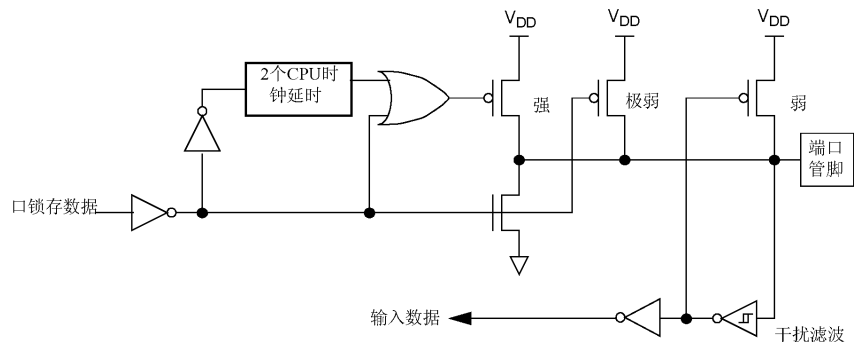 V_DD
V_DD
V_DD
2个CPU时
钟延时
强
极弱
弱
端口
管脚
口锁存数据
输入数据
干扰滤波